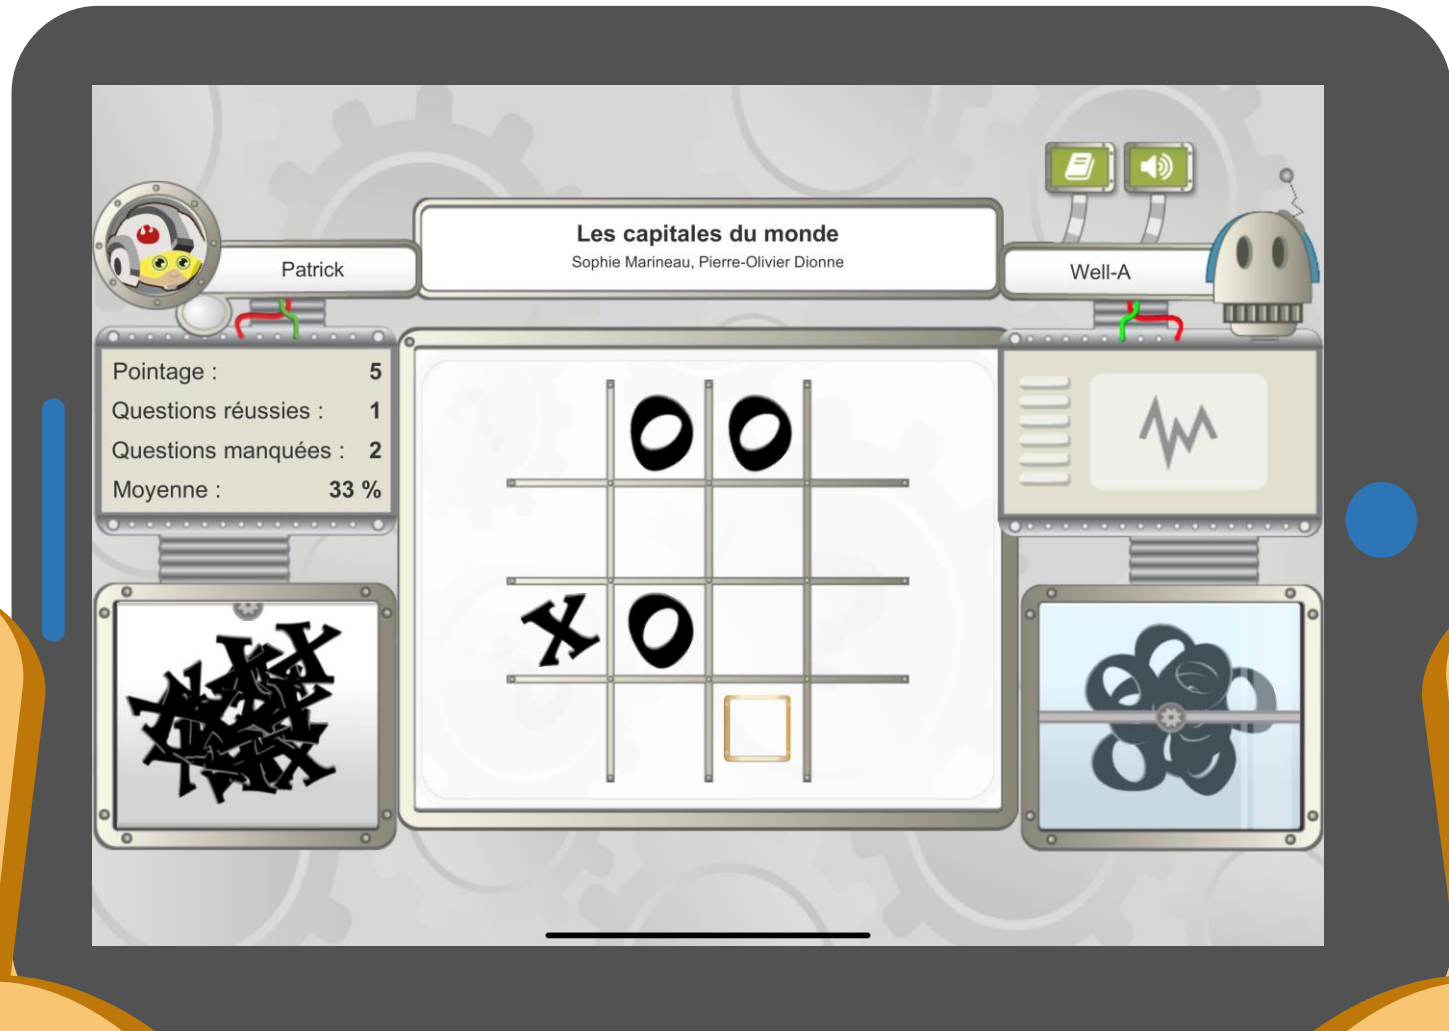 Les capitales du monde
Sophie Marineau, Pierre-Olivier Dionne
Patrick
Well-A
Pointage : 5
Questions réussies : 1
Questions manquées : 2
Moyenne : 33 %
O O
X O